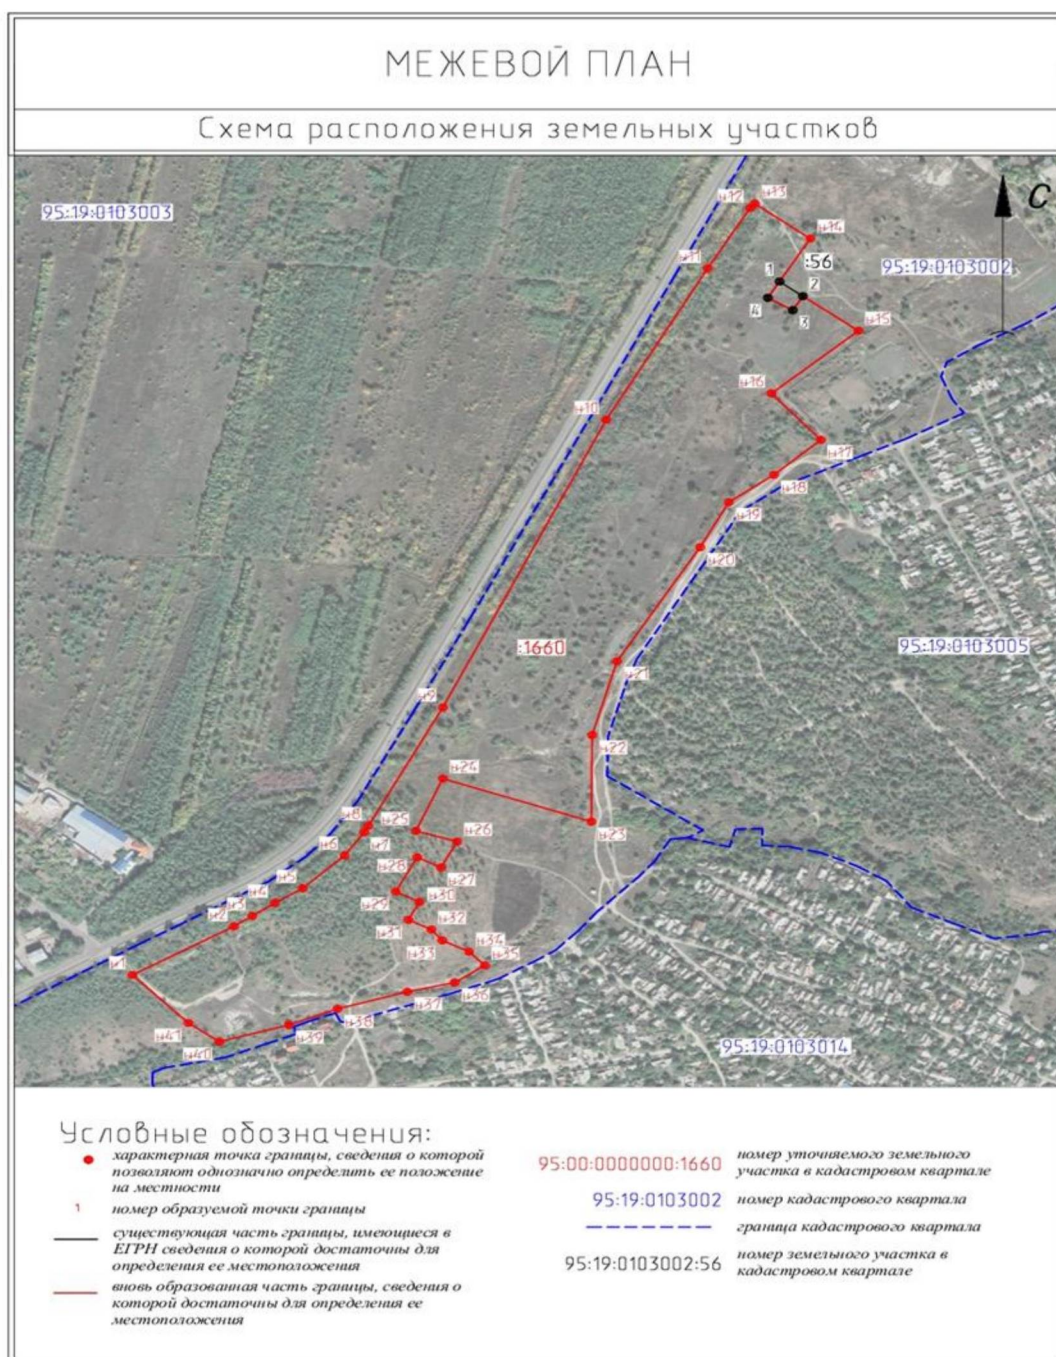 МЕЖЕВОЙ ПЛАН
Схема расположения земельных участков
95:19:0103003
н12
н13
С
н14
:56
95:19:0103002
н11
1
2
4
3
н15
н16
н10
н17
н18
н19
н20
:1660
95:19:0103005
н21
н9
н22
н24
н8
н25
н26
н23
н7
н6
н28
н27
н5
н4
н29
н30
н3
н2
н31
н32
н33
н34
н35
н1
н36
н37
н38
н41
н39
н40
95:19:0103014
Условные обозначения:
характерная точка границы, сведения о которой
позволяют однозначно определить ее положение
на местности
1 номер образуемой точки границы
существующая часть границы, имеющиеся в
ЕГРН сведения о которой достаточны для
определения ее местоположения
вновь образованная часть границы, сведения о
которой достаточны для определения ее
местоположения
95:00:0000000:1660 номер уточняемого земельного
участка в кадастровом квартале
95:19:0103002 номер кадастрового квартала
граница кадастрового квартала
95:19:0103002:56 номер земельного участка в
кадастровом квартале